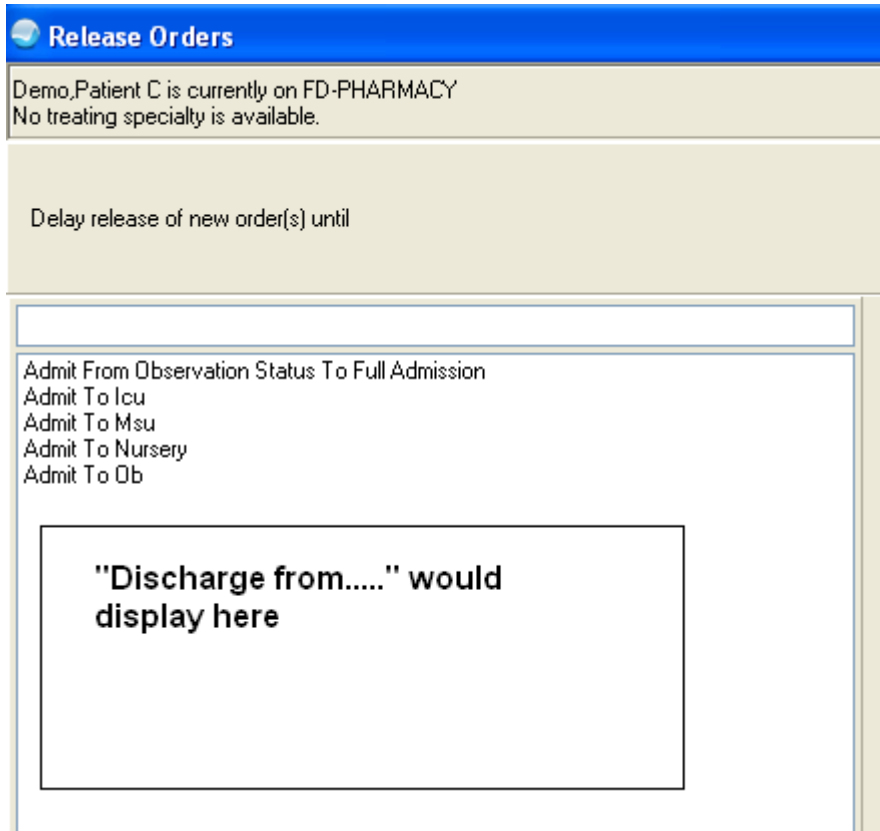 Release Orders
Demo,Patient C is currently on FD-PHARMACY
No treating specialty is available.
Delay release of new order(s) until
Admit From Observation Status To Full Admission
Admit To Icu
Admit To Msu
Admit To Nursery
Admit To Ob
"Discharge from....." would
display here